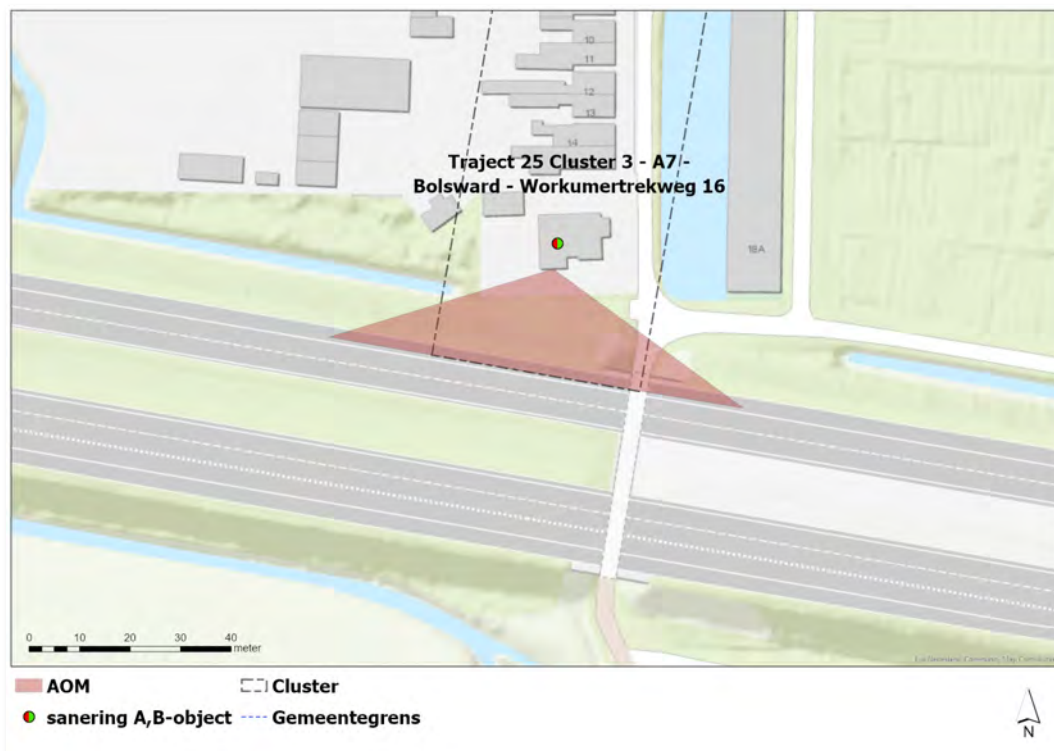 10
11
12
13
14
Traject 25 Cluster 3 - A7 -
Bolsward - Workumertrekweg 16
18A
0 10 20 30 40
meter
AOM
Cluster
sanering A,B-object
Gemeentegrens
N